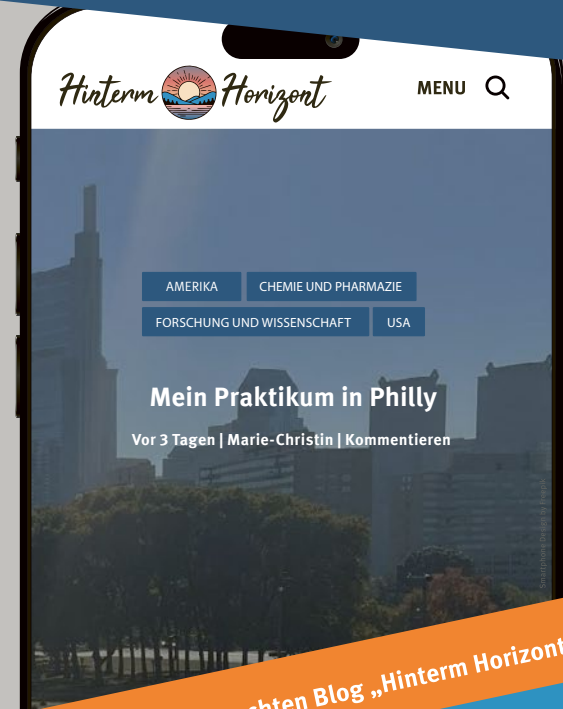 Hinterm Horizont
MENU
AMERIKA
CHEMIE UND PHARMAZIE
FORSCHUNG UND WISSENSCHAFT
USA
Mein Praktikum in Philly
Vor 3 Tagen | Marie-Christin | Kommentieren
Blog „Hinterm Horizont